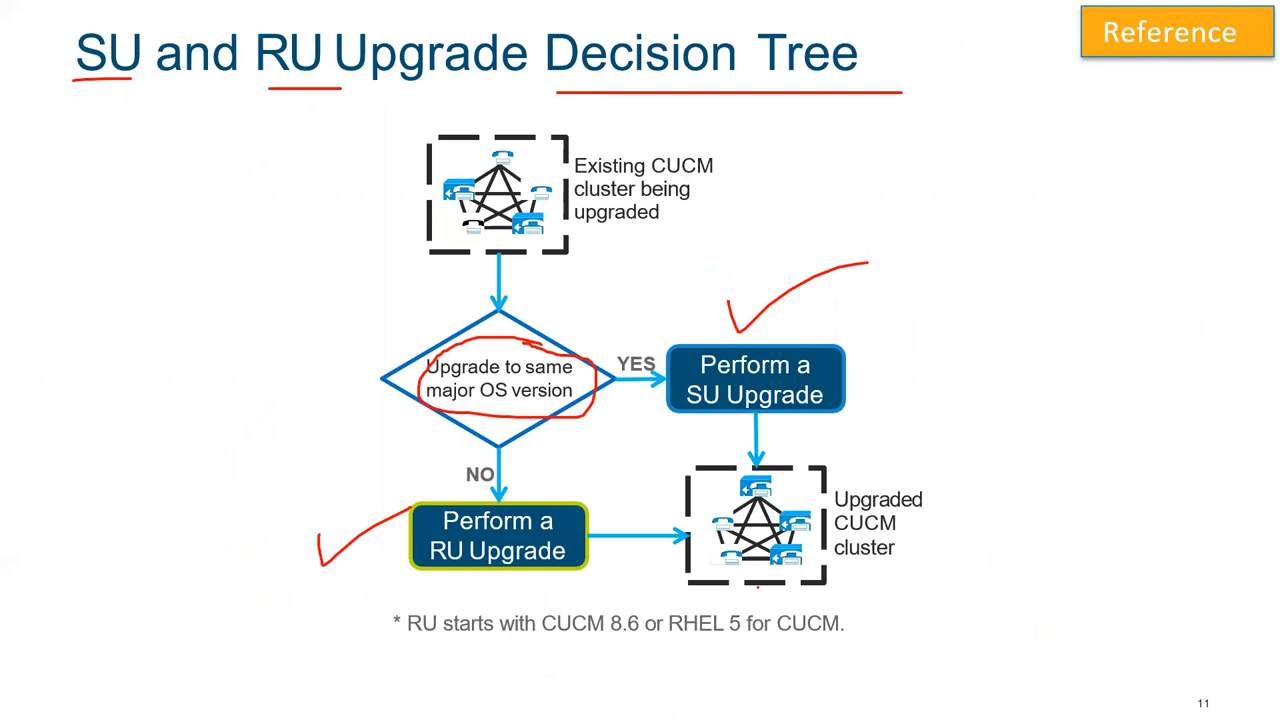 SU and RU Upgrade Decision Tree
Reference
Existing CUCM
cluster being
upgraded
Upgrade to same
major OS version
YES
Perform a
SU Upgrade
NO
Perform a
RU Upgrade
Upgraded
CUCM
cluster
* RU starts with CUCM 8.6 or RHEL 5 for CUCM.
11